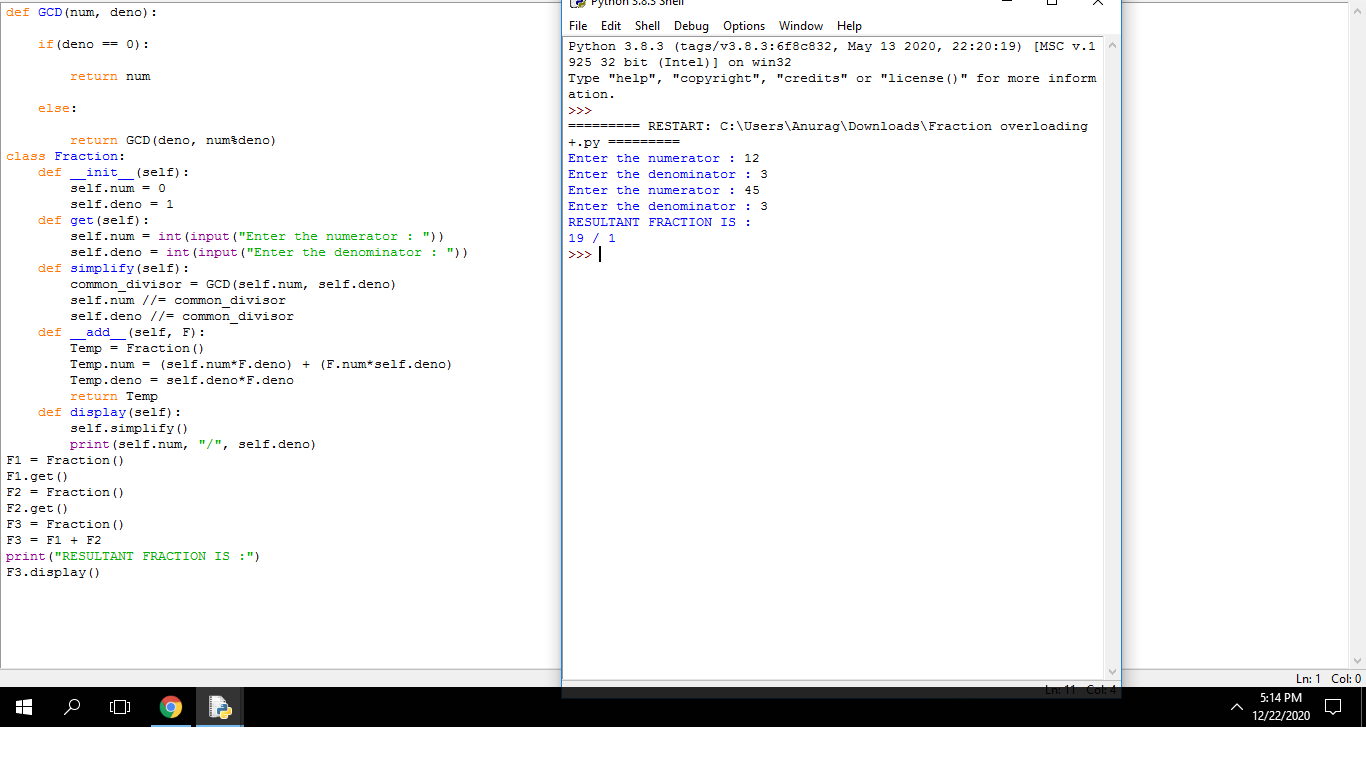 def GCD(num, deno):
if(deno == 0):
return num
else:
return GCD(deno, num%deno)
class Fraction:
def __init__(self):
self.num = 0
self.deno = 1
def get(self):
self.num = int(input("Enter the numerator : "))
self.deno = int(input("Enter the denominator : "))
def simplify(self):
common_divisor = GCD(self.num, self.deno)
self.num //= common_divisor
self.deno //= common_divisor
def __add__(self, F):
Temp = Fraction()
Temp.num = (self.num*F.deno) + (F.num*self.deno)
Temp.deno = self.deno*F.deno
return Temp
def display(self):
self.simplify()
print(self.num, "/", self.deno)
F1 = Fraction()
F1.get()
F2 = Fraction()
F2.get()
F3 = Fraction()
F3 = F1 + F2
print("RESULTANT FRACTION IS :")
F3.display()
Python 3.8.3 Shell
File Edit Shell Debug Options Window Help
Python 3.8.3 (tags/v3.8.3:6f8c832, May 13 2020, 22:20:19) [MSC v.1
925 32 bit (Intel)] on win32
Type "help", "copyright", "credits" or "license()" for more inform
ation.
>>>
========= RESTART: C:\Users\Anurag\Downloads\Fraction overloading
+.py =========
Enter the numerator : 12
Enter the denominator : 3
Enter the numerator : 45
Enter the denominator : 3
RESULTANT FRACTION IS :
19 / 1
>>>
Ln: 11 Col: 4
Ln: 1 Col: 0
5:14 PM
12/22/2020